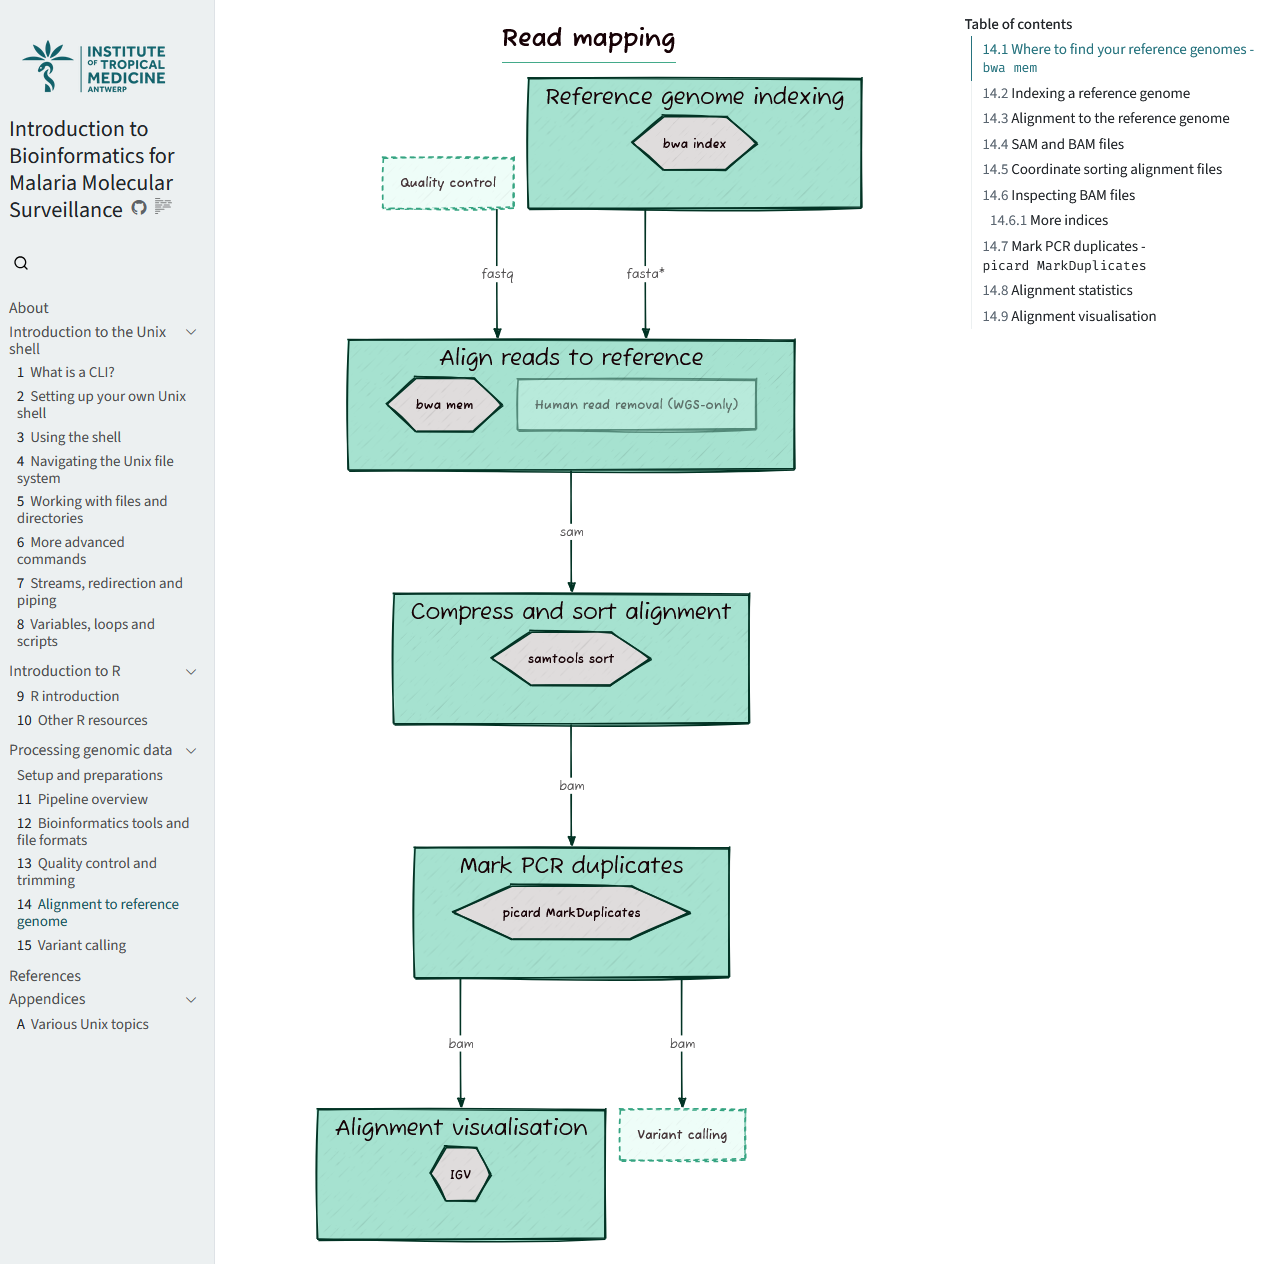 INSTITUTE
OF TROPICAL
MEDICINE
ANTWERP
Introduction to
Bioinformatics for
Malaria Molecular
Surveillance
About
Introduction to the Unix
shell
1 What is a CLI?
2 Setting up your own Unix
shell
3 Using the shell
4 Navigating the Unix file
system
5 Working with files and
directories
6 More advanced
commands
7 Streams, redirection and
piping
8 Variables, loops and
scripts
Introduction to R
9 R introduction
10 Other R resources
Processing genomic data
Setup and preparations
11 Pipeline overview
12 Bioinformatics tools and
file formats
13 Quality control and
trimming
14 Alignment to reference
genome
15 Variant calling
References
Appendices
A Various Unix topics
Read mapping
Reference genome indexing
bwa index
Quality control
fastq
fasta*
Align reads to reference
bwa mem
Human read removal (WGS-only)
sam
Compress and sort alignment
samtools sort
bam
Mark PCR duplicates
picard MarkDuplicates
bam
bam
Alignment visualisation
IGV
Variant calling
Table of contents
14.1 Where to find your reference genomes -
bwa mem
14.2 Indexing a reference genome
14.3 Alignment to the reference genome
14.4 SAM and BAM files
14.5 Coordinate sorting alignment files
14.6 Inspecting BAM files
14.6.1 More indices
14.7 Mark PCR duplicates -
picard MarkDuplicates
14.8 Alignment statistics
14.9 Alignment visualisation